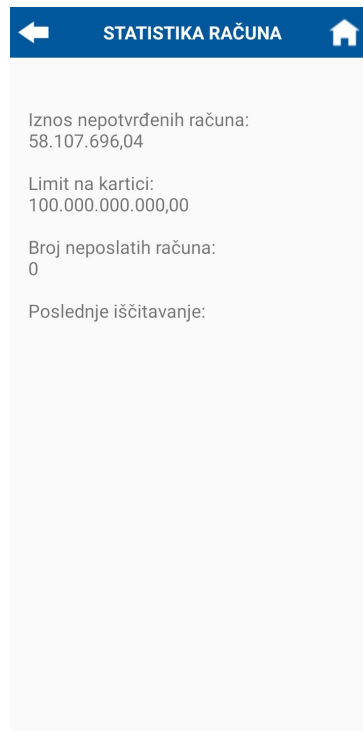 STATISTIKA RAČUNA
Iznos nepotvrđenih računa:
58.107.696,04
Limit na kartici:
100.000.000.000,00
Broj neposlatih računa:
0
Poslednje iščitavanje: